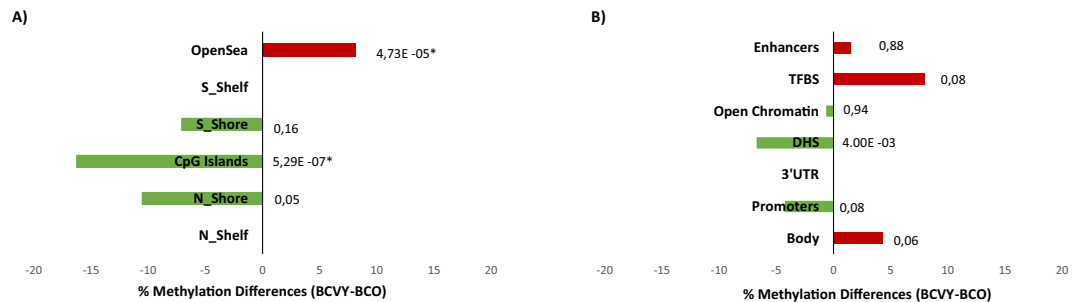 A)
OpenSea
4,73E -05*
S_Shelf
S_Shore
0,16
CpG Islands
5,29E -07*
N_Shore
0,05
N_Shelf
-20 -15 -10 -5 0 5 10 15 20
% Methylation Differences (BCVY-BCO)
B)
Enhancers
0,88
TFBS
0,08
Open Chromatin
0,94
DHS
4.00E -03
3'UTR
Promoters
0,08
Body
0,06
-20 -15 -10 -5 0 5 10 15 20
% Methylation Differences (BCVY-BCO)